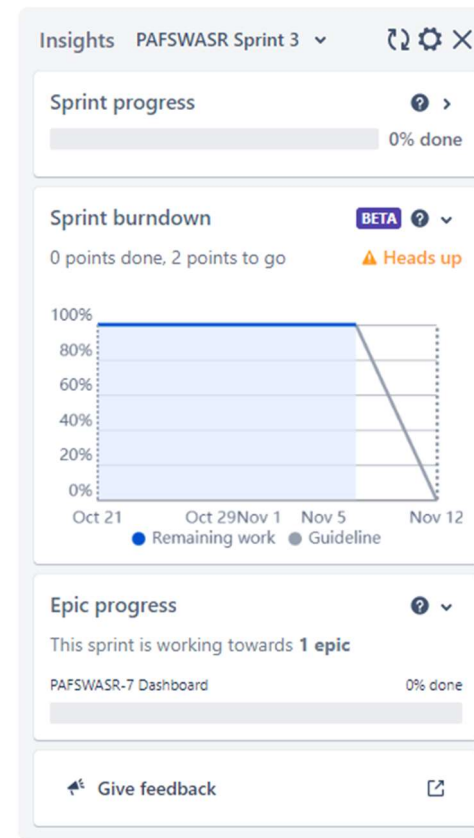 Insights PAFSWASR Sprint 3
Sprint progress
0% done
Sprint burndown BETA
0 points done, 2 points to go Heads up
100%
80%
60%
40%
20%
0%
Oct 21 Oct 29Nov 1 Nov 5 Nov 12
Remaining work Guideline
Epic progress
This sprint is working towards 1 epic
PAFSWASR-7 Dashboard 0% done
Give feedback